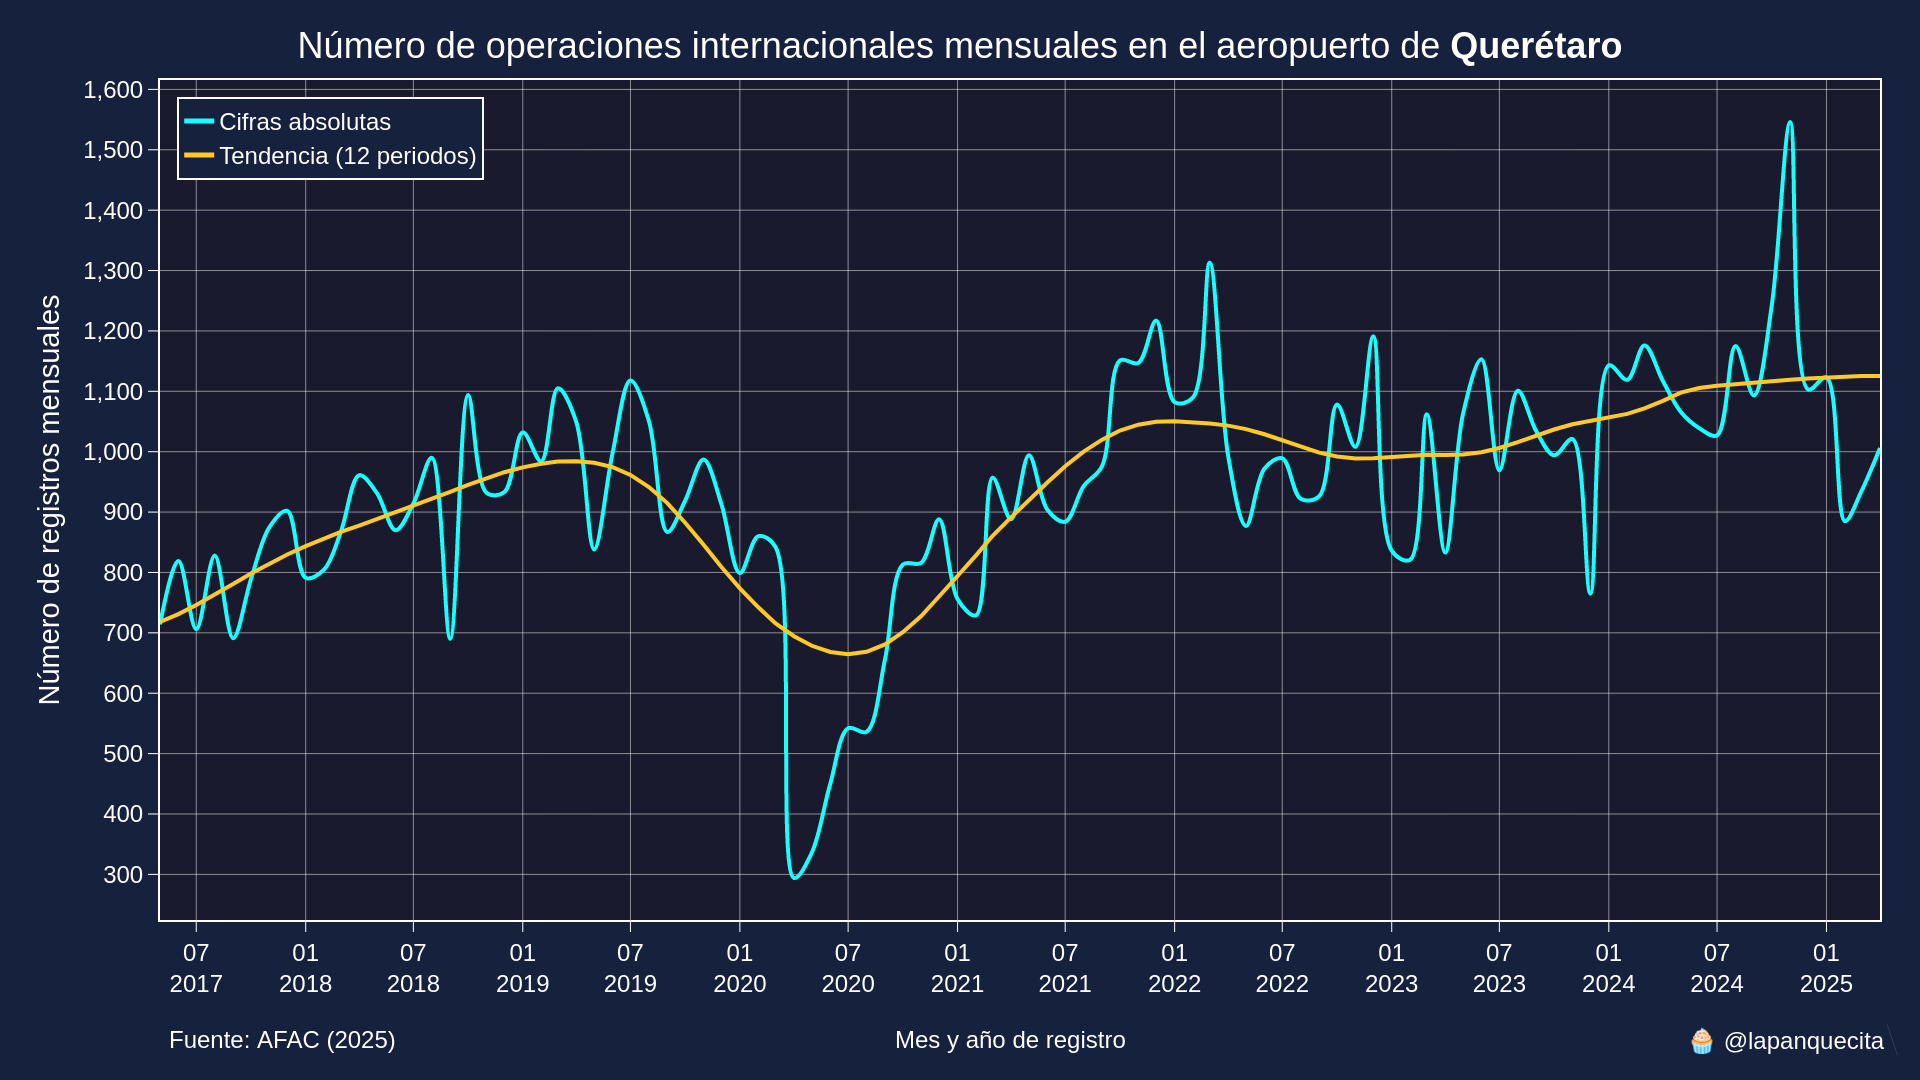 Número de operaciones internacionales mensuales en el aeropuerto de Querétaro
Cifras absolutas
Tendencia (12 periodos)
Número de registros mensuales
1,600
1,500
1,400
1,300
1,200
1,100
1,000
900
800
700
600
500
400
300
07 01 07 01 07 01 07 01 07 01 07 01 07 01 07 01
2017 2018 2018 2019 2019 2020 2020 2021 2021 2022 2022 2023 2023 2024 2024 2025
Fuente: AFAC (2025)
Mes y año de registro
🧁 @lapanquecita